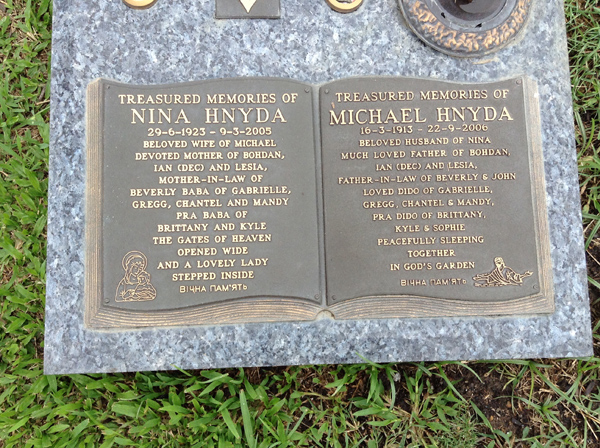 TREASURED MEMORIES OF
NINA HNYDA
29-6-1923 - 9-3-2005
BELOVED WIFE OF MICHAEL
DEVOTED MOTHER OF BOHDAN,
IAN (DEC) AND LESIA,
MOTHER-IN-LAW OF
BEVERLY BABA OF GABRIELLE,
GREGG, CHANTEL AND MANDY
PRA BABA OF
BRITTANY AND KYLE
THE GATES OF HEAVEN
OPENED WIDE
AND A LOVELY LADY
STEPPED INSIDE
ВІЧНА ПАМ'ЯТЬ
TREASURED MEMORIES OF
MICHAEL HNYDA
16-3-1913 - 22-9-2006
BELOVED HUSBAND OF NINA
MUCH LOVED FATHER OF BOHDAN,
IAN (DEC) AND LESIA,
FATHER-IN-LAW OF BEVERLY & JOHN
LOVED DIDO OF GABRIELLE,
GREGG, CHANTEL & MANDY,
PRA DIDO OF BRITTANY,
KYLE & SOPHIE
PEACEFULLY SLEEPING
TOGETHER
IN GOD'S GARDEN
ВІЧНА ПАМ'ЯТЬ